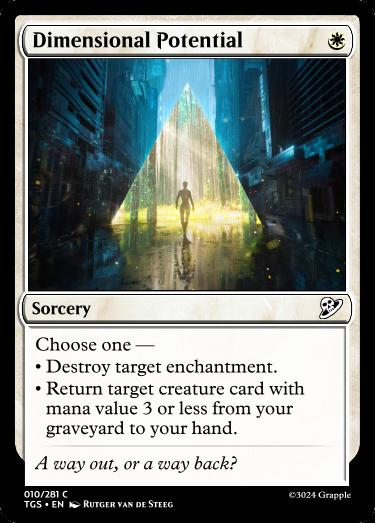 Dimensional Potential
Sorcery
Choose one —
• Destroy target enchantment.
• Return target creature card with
mana value 3 or less from your
graveyard to your hand.
A way out, or a way back?
010/281 C
TGS • EN Rutger van de Steeg
©3024 Grapple